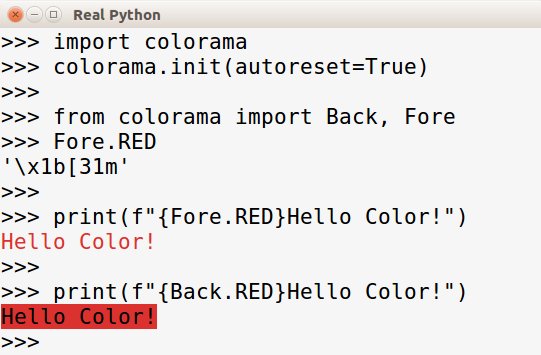 Real Python
>>> import colorama
>>> colorama.init(autoreset=True)
>>>
>>> from colorama import Back, Fore
>>> Fore.RED
'\x1b[31m'
>>>
>>> print(f"{Fore.RED}Hello Color!")
Hello Color!
>>>
>>> print(f"{Back.RED}Hello Color!")
Hello Color!
>>>